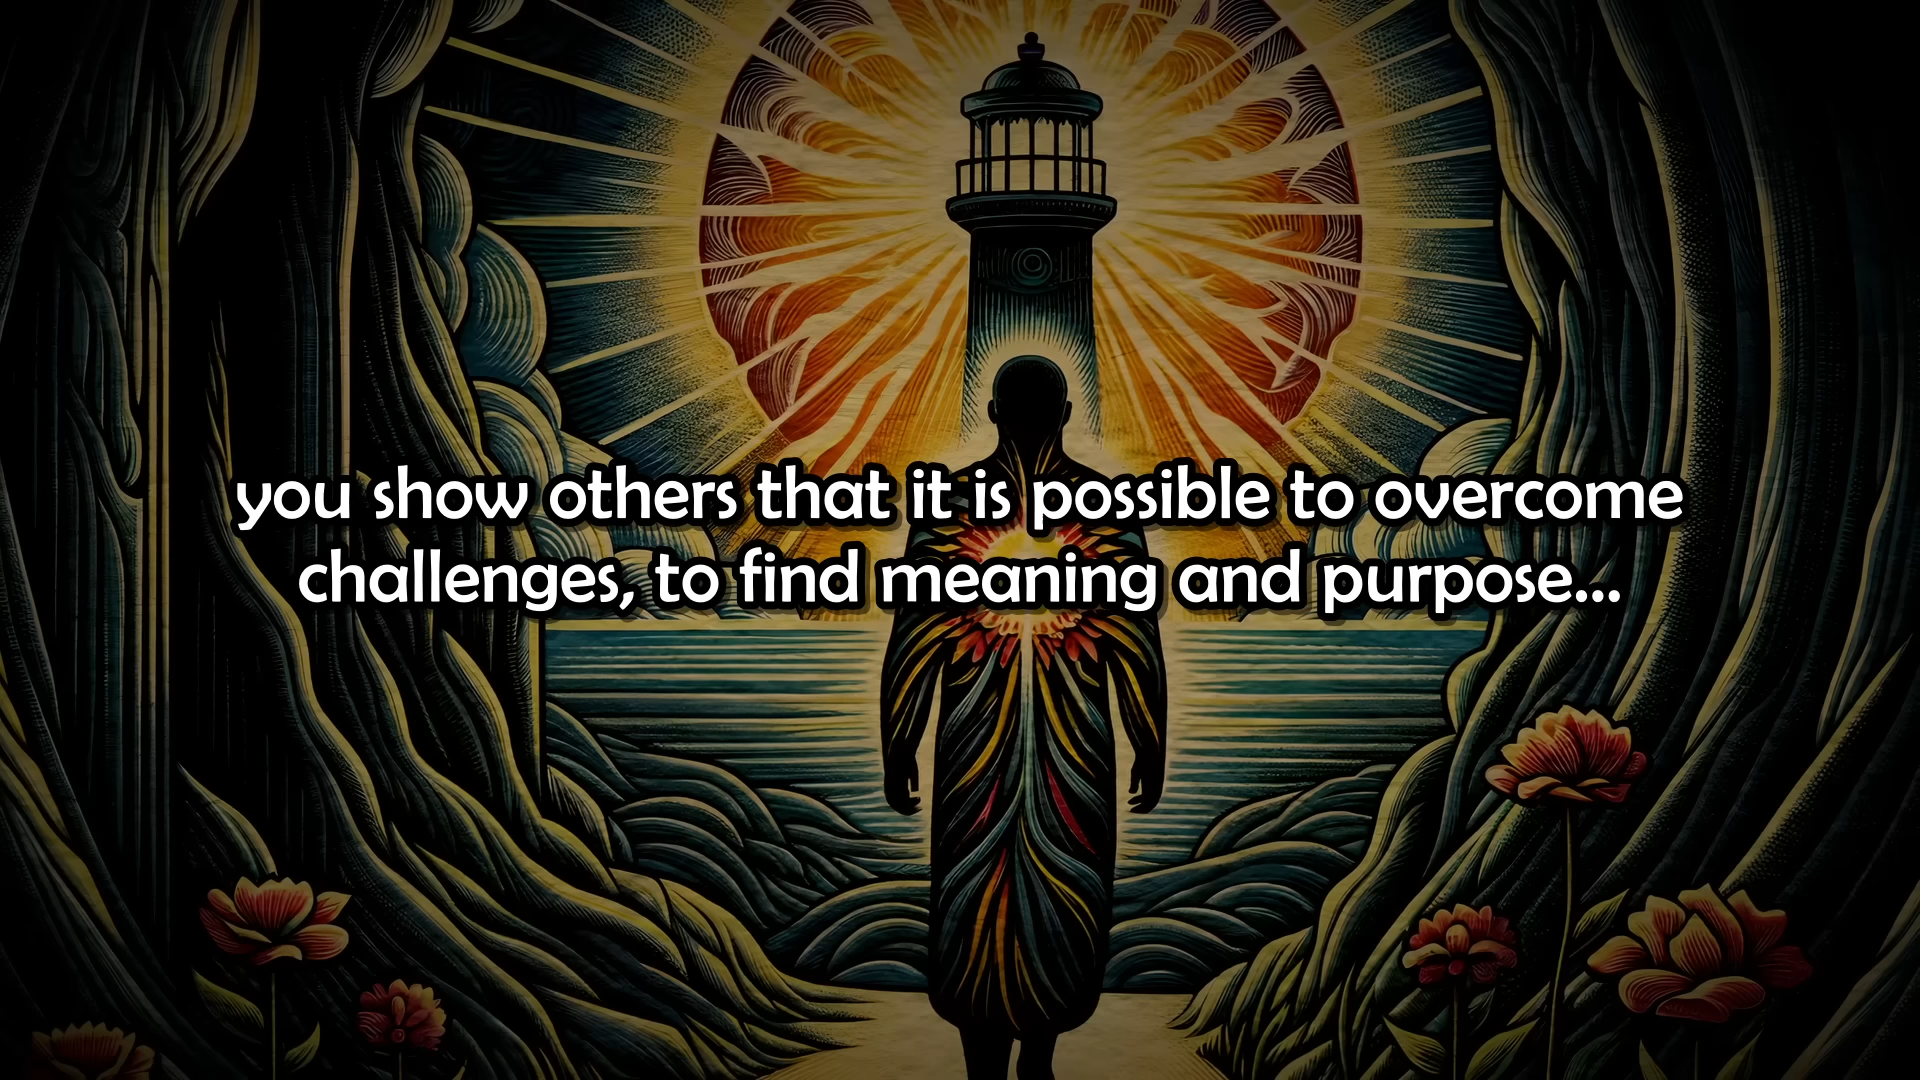 you show others that it is possible to overcome
challenges, to find meaning and purpose...